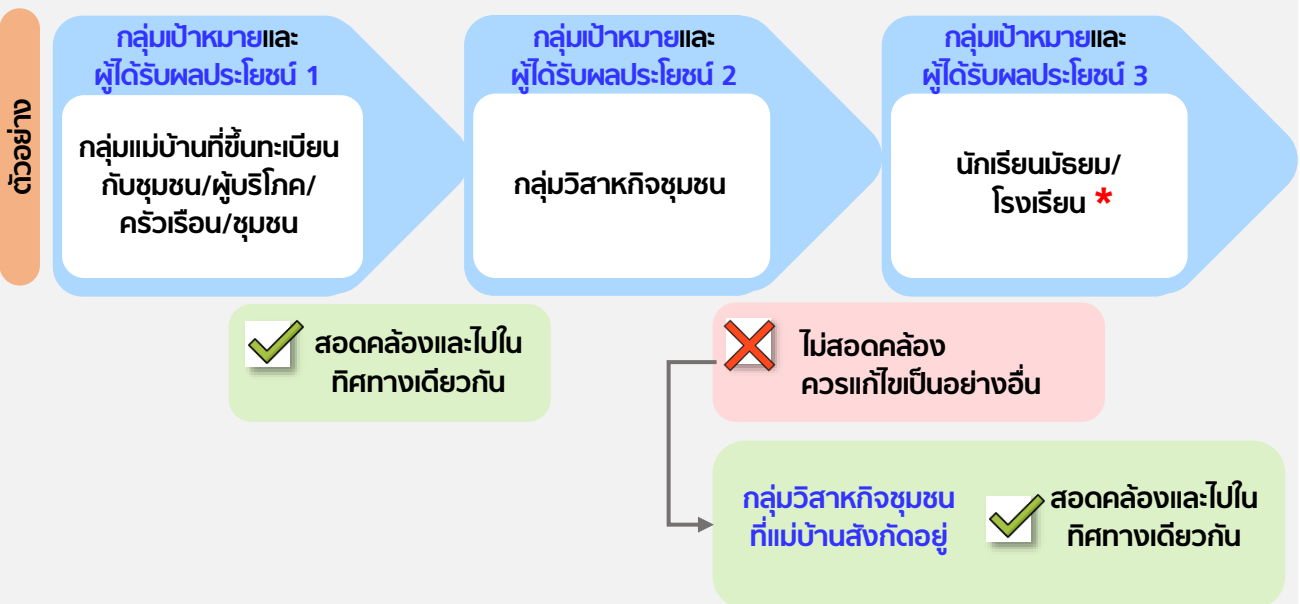 ตัวอย่าง
กลุ่มเป้าหมายและ
ผู้ได้รับผลประโยชน์ 1
กลุ่มแม่บ้านที่ขึ้นทะเบียน
กับชุมชน/ผู้บริโภค/
ครัวเรือน/ชุมชน
กลุ่มเป้าหมายและ
ผู้ได้รับผลประโยชน์ 2
กลุ่มวิสาหกิจชุมชน
กลุ่มเป้าหมายและ
ผู้ได้รับผลประโยชน์ 3
นักเรียนมัธยม/
โรงเรียน *
สอดคล้องและไปใน
ทิศทางเดียวกัน
ไม่สอดคล้อง
ควรแก้ไขเป็นอย่างอื่น
กลุ่มวิสาหกิจชุมชน
ที่แม่บ้านสังกัดอยู่
สอดคล้องและไปใน
ทิศทางเดียวกัน